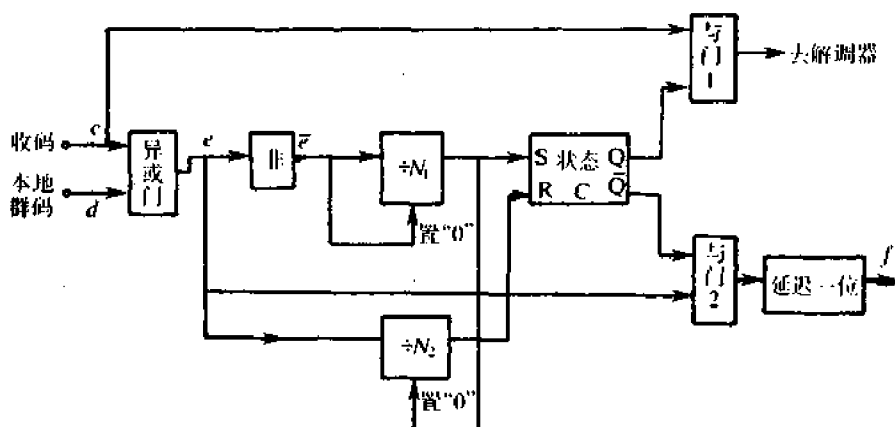 收码
c
本地
群码
d
异或门
e
非
ē
÷N₁
置“0”
÷N₂
置“0”
S 状态 Q
R C Q̄
与门1
去解调器
与门2
延迟一位
f